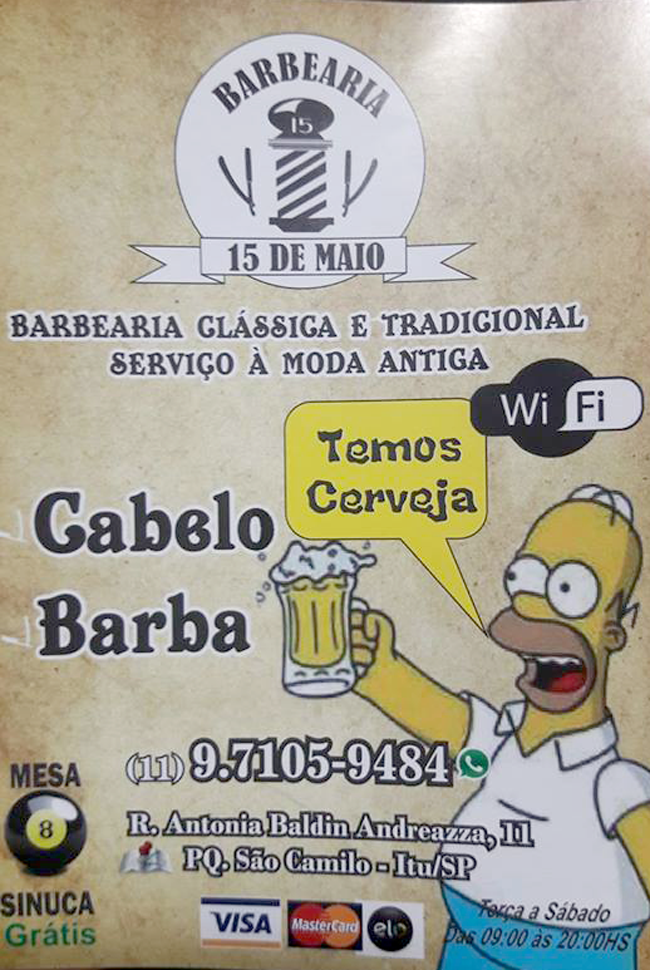 BARBEARIA
15
15 DE MAIO
BARBEARIA CLÁSSICA E TRADICIONAL
SERVIÇO À MODA ANTIGA
Wi Fi
Temos
Cerveja
Cabelo
Barba
(11) 9.7105-9484
MESA
8
SINUCA
Grátis
R. Antonia Baldin Andreazza, 11
PQ. São Camilo - Itu/SP
VISA
MasterCard
elo
Terça a Sábado
Das 09:00 às 20:00HS